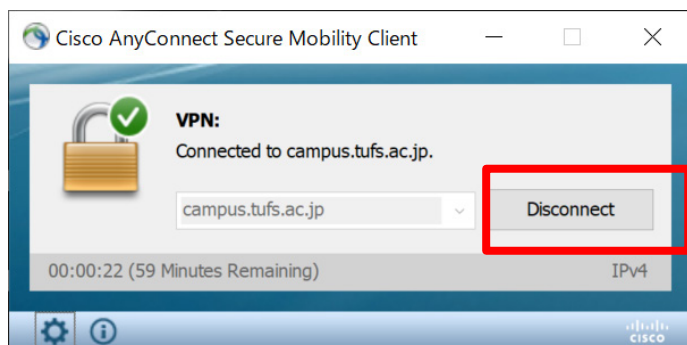 Cisco AnyConnect Secure Mobility Client
VPN:
Connected to campus.tufs.ac.jp.
campus.tufs.ac.jp
Disconnect
00:00:22 (59 Minutes Remaining)
IPv4
CISCO